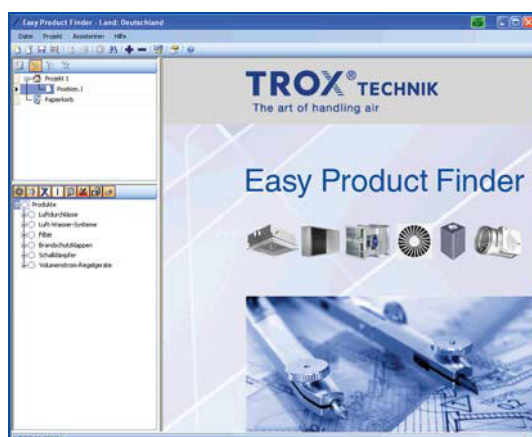 Easy Product Finder - Land: Deutschland
Datei Projekt Assistenten Hilfe
Projekt 1
Position.1
Papierkorb
Produkte
Luftdurchlässe
Luft-Wasser-Systeme
Filter
Brandschutzklappen
Schalldämpfer
Volumenstrom-Regelgeräte
TROX® TECHNIK
The art of handling air
Easy Product Finder